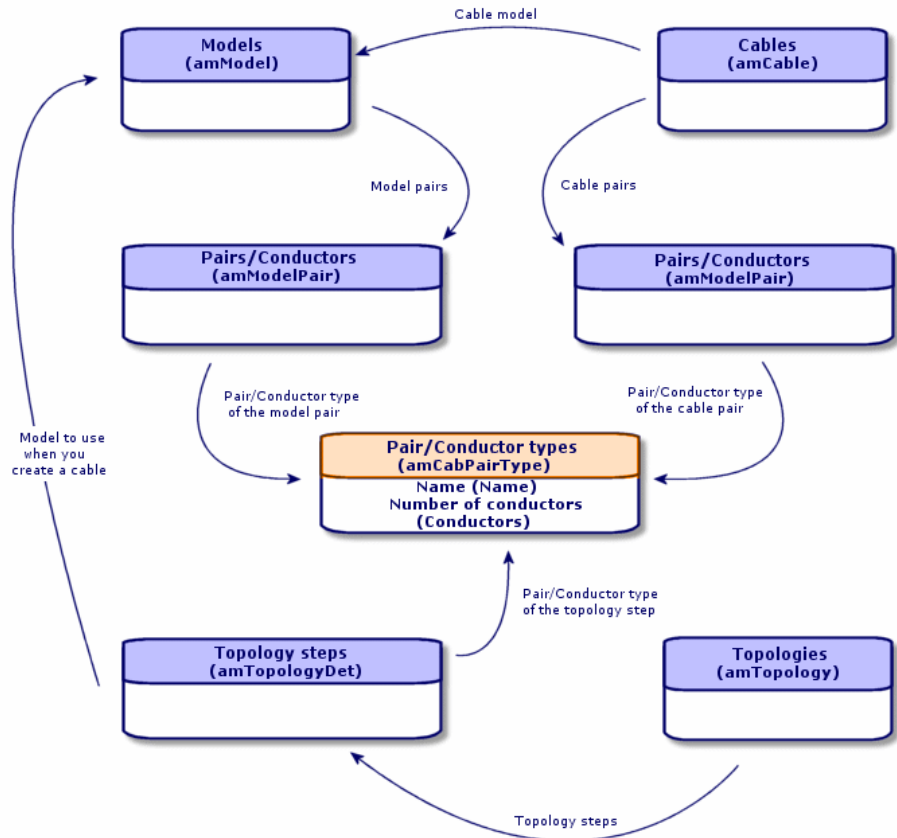 Cable model
Models
(amModel)
Cables
(amCable)
Model pairs
Cable pairs
Pairs/Conductors
(amModelPair)
Pairs/Conductors
(amModelPair)
Pair/Conductor type
of the model pair
Pair/Conductor type
of the cable pair
Model to use
when you
create a cable
Pair/Conductor types
(amCabPairType)
Name (Name)
Number of conductors
(Conductors)
Pair/Conductor type
of the topology step
Topology steps
(amTopologyDet)
Topologies
(amTopology)
Topology steps